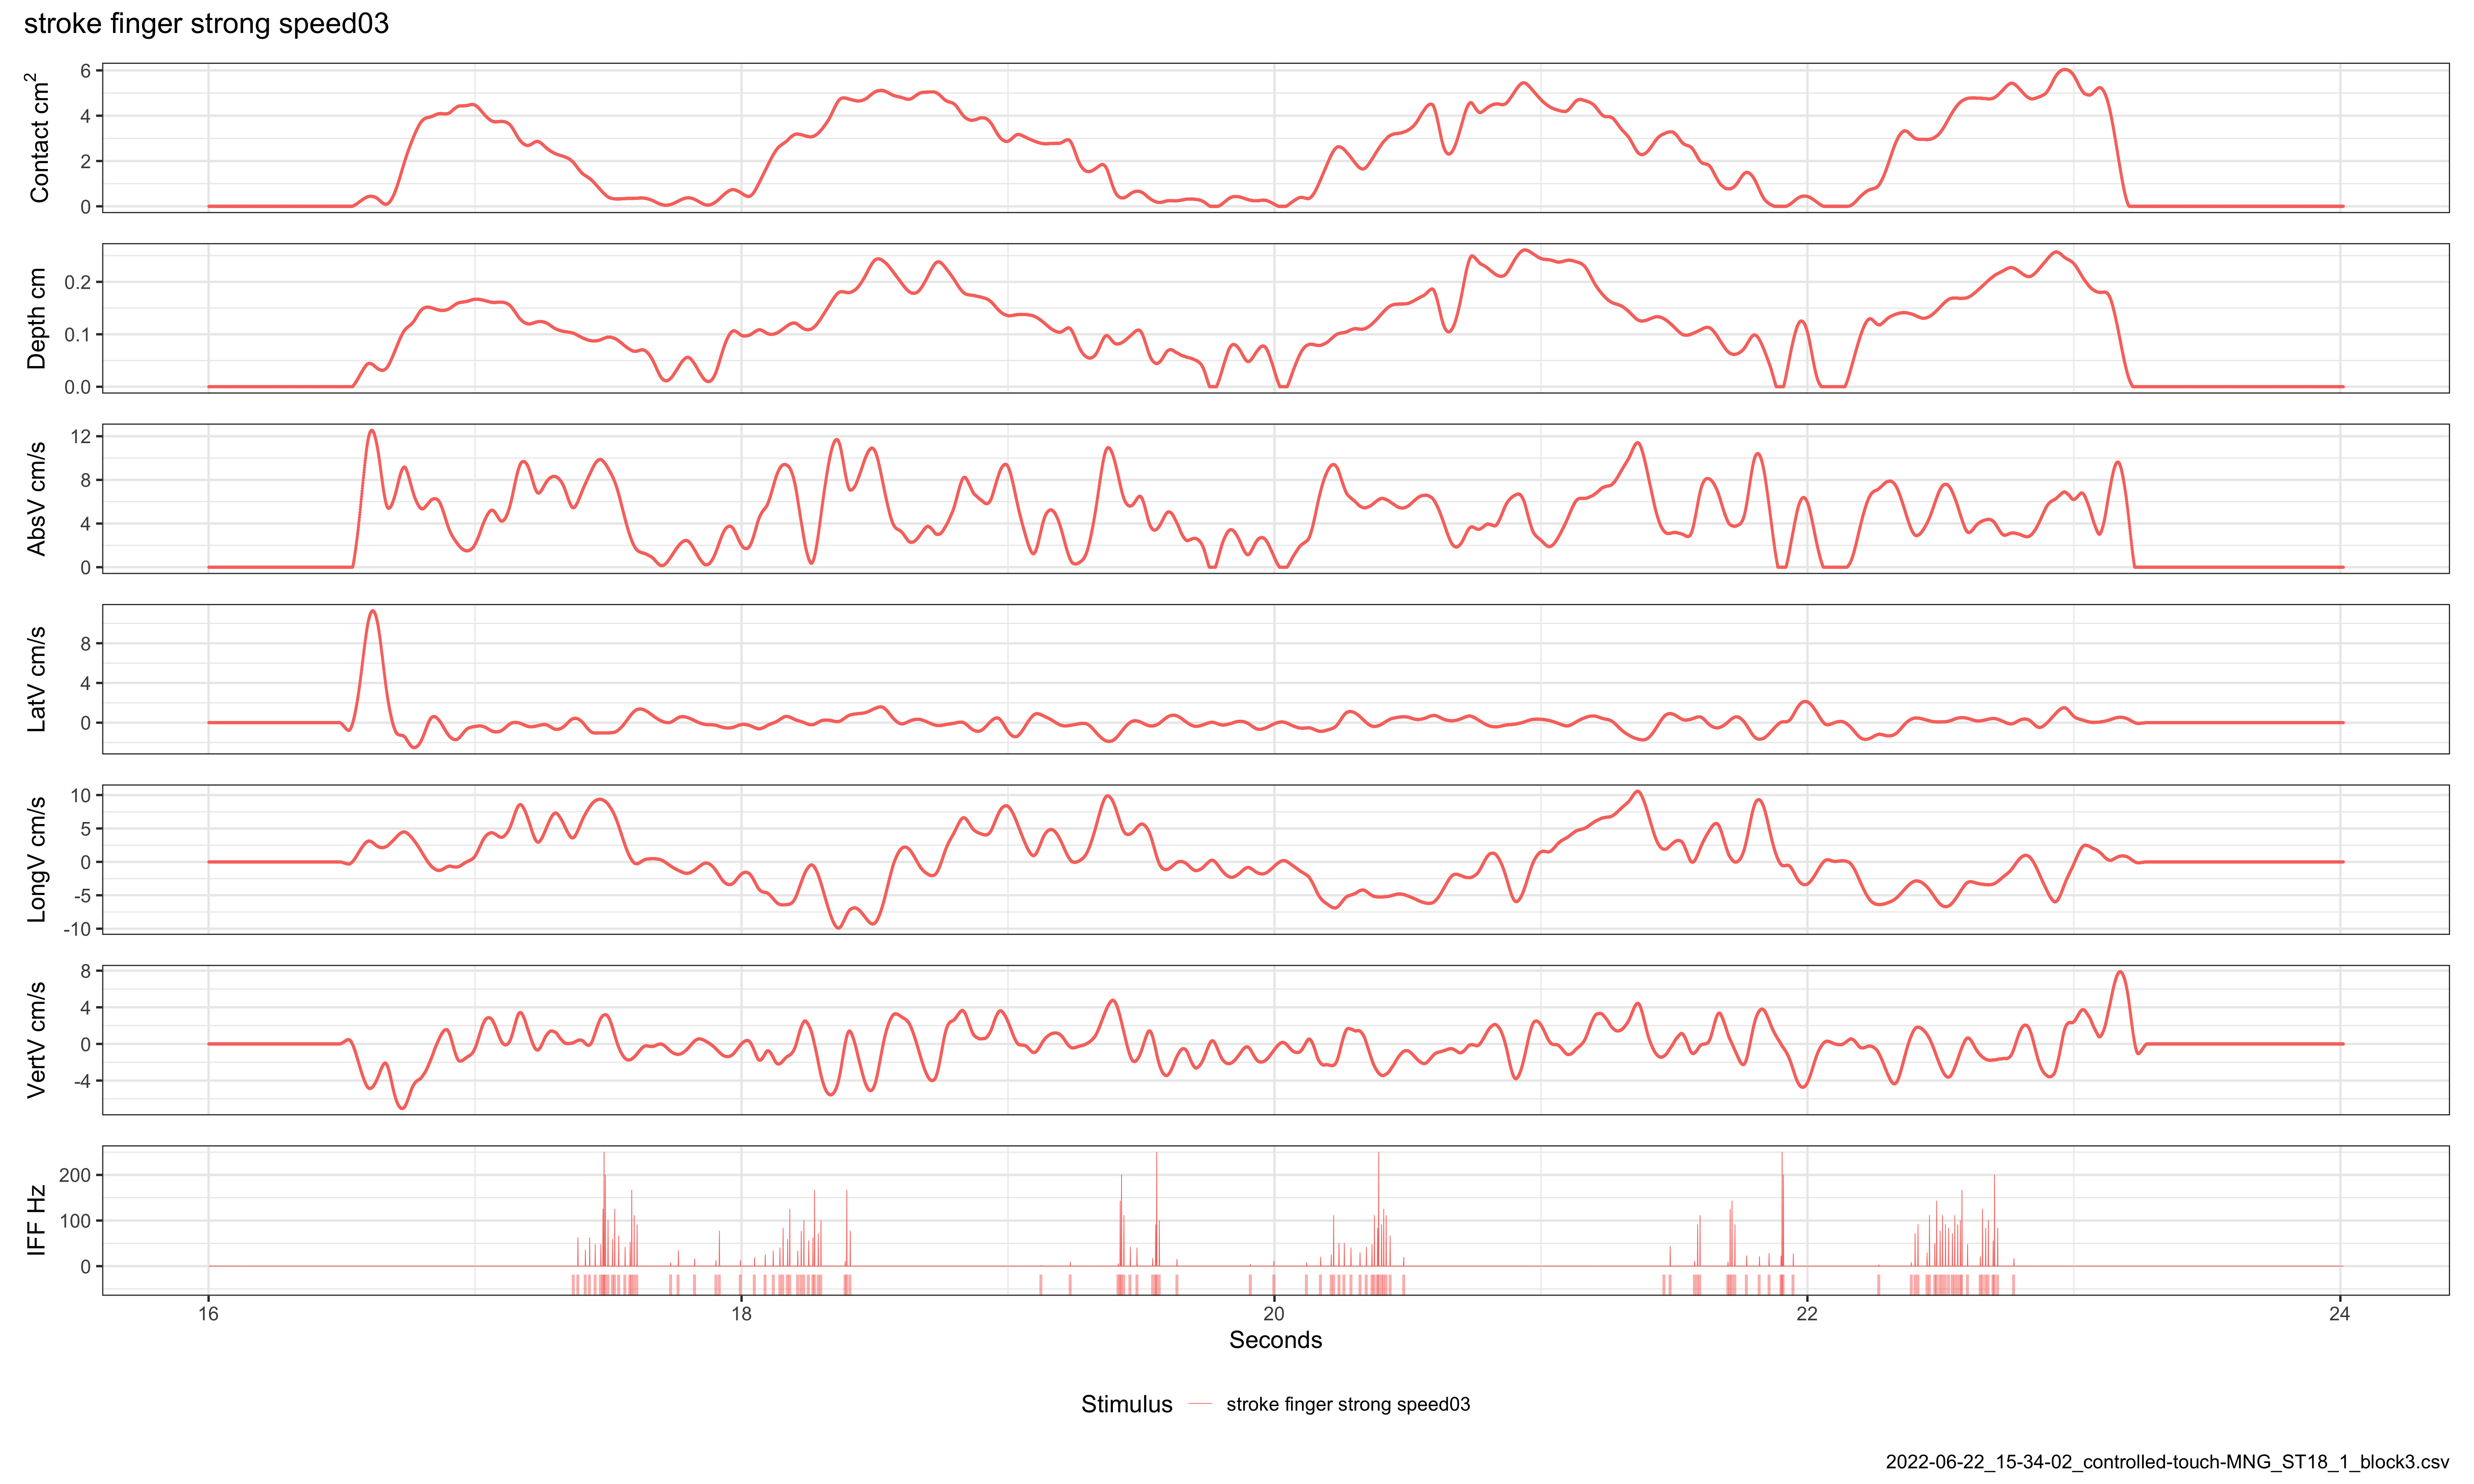 stroke finger strong speed03
Contact cm²
6
4
2
0
Depth cm
0.2
0.1
0.0
AbsV cm/s
12
8
4
0
LatV cm/s
8
4
0
LongV cm/s
10
5
0
-5
-10
VertV cm/s
8
4
0
-4
IFF Hz
200
100
0
16 18 20 22 24
Seconds
Stimulus stroke finger strong speed03
2022-06-22_15-34-02_controlled-touch-MNG_ST18_1_block3.csv